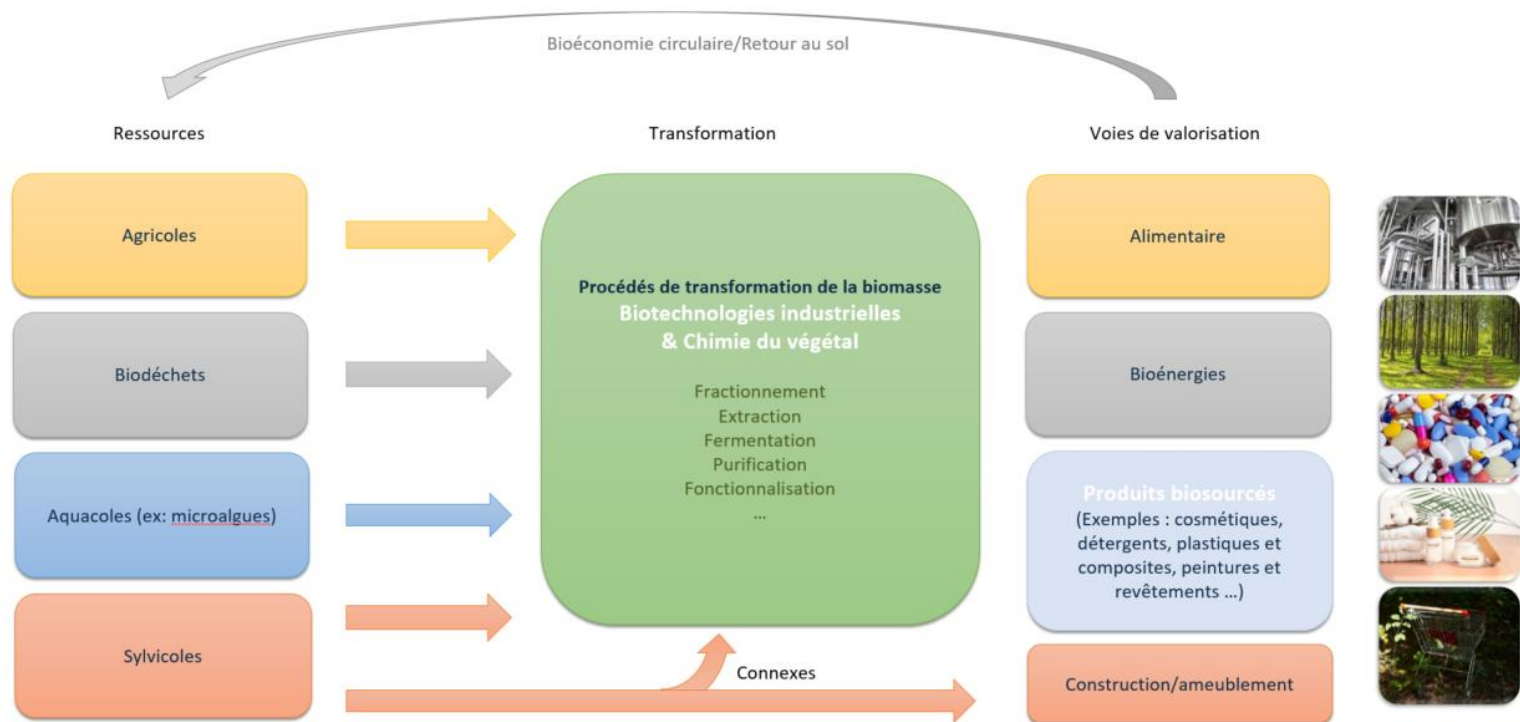 Bioéconomie circulaire/Retour au sol
Ressources
Transformation
Voies de valorisation
Agricoles
Biodéchets
Aquacoles (ex: microalgues)
Sylvicoles
Procédés de transformation de la biomasse
Biotechnologies industrielles
& Chimie du végétal
Fractionnement
Extraction
Fermentation
Purification
Fonctionnalisation
...
Connexes
Alimentaire
Bioénergies
Produits biosourcés
(Exemples : cosmétiques,
détergents, plastiques et
composites, peintures et
revêtements ...)
Construction/ameublement